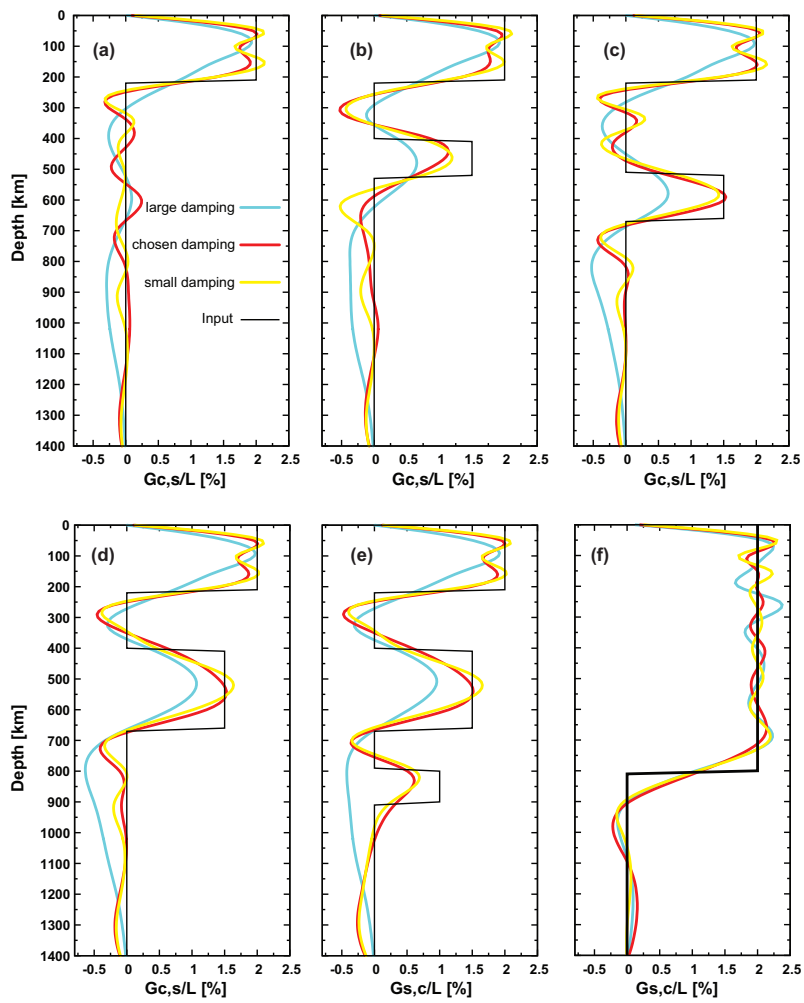 (a)
(b)
(c)
0
100
200
300
400
500
600
700
800
900
1000
1100
1200
1300
1400
Depth [km]
large damping
chosen damping
small damping
Input
-0.5 0 0.5 1 1.5 2 2.5
Gc,s/L [%]
-0.5 0 0.5 1 1.5 2 2.5
Gc,s/L [%]
-0.5 0 0.5 1 1.5 2 2.5
Gc,s/L [%]
(d)
(e)
(f)
0
100
200
300
400
500
600
700
800
900
1000
1100
1200
1300
1400
Depth [km]
-0.5 0 0.5 1 1.5 2 2.5
Gc,s/L [%]
-0.5 0 0.5 1 1.5 2 2.5
Gs,c/L [%]
-0.5 0 0.5 1 1.5 2 2.5
Gs,c/L [%]